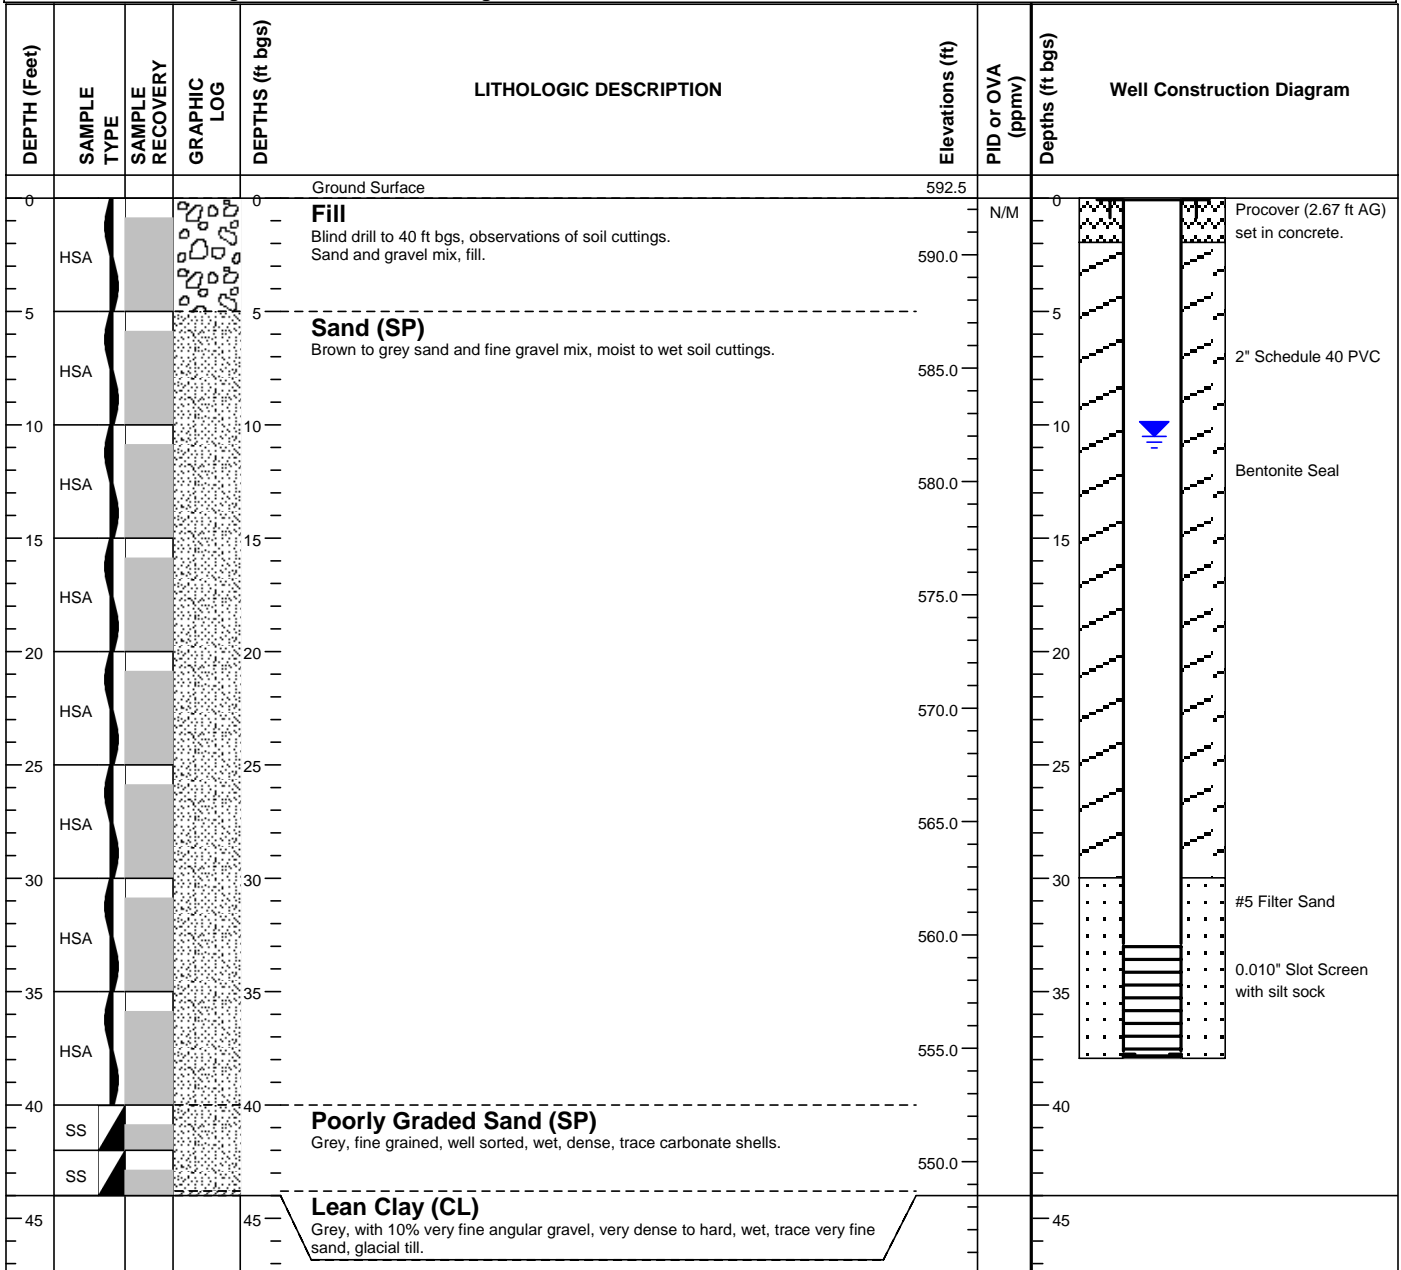 DEPTH (Feet)
SAMPLE
TYPE
SAMPLE
RECOVERY
GRAPHIC
LOG
DEPTHS (ft bgs)
LITHOLOGIC DESCRIPTION
Elevations (ft)
PID or OVA
(ppmv)
Depths (ft bgs)
Well Construction Diagram
Ground Surface
592.5
0
0
Fill
N/M
0
Procover (2.67 ft AG)
set in concrete.
Blind drill to 40 ft bgs, observations of soil cuttings.
Sand and gravel mix, fill.
HSA
590.0
5
5
5
Sand (SP)
Brown to grey sand and fine gravel mix, moist to wet soil cuttings.
2" Schedule 40 PVC
HSA
585.0
10
10
10
Bentonite Seal
HSA
580.0
15
15
15
HSA
575.0
20
20
20
HSA
570.0
25
25
25
HSA
565.0
30
30
30
#5 Filter Sand
HSA
560.0
0.010" Slot Screen
with silt sock
35
35
35
HSA
555.0
40
40
40
Poorly Graded Sand (SP)
SS
Grey, fine grained, well sorted, wet, dense, trace carbonate shells.
550.0
SS
Lean Clay (CL)
45
45
45
Grey, with 10% very fine angular gravel, very dense to hard, wet, trace very fine
sand, glacial till.